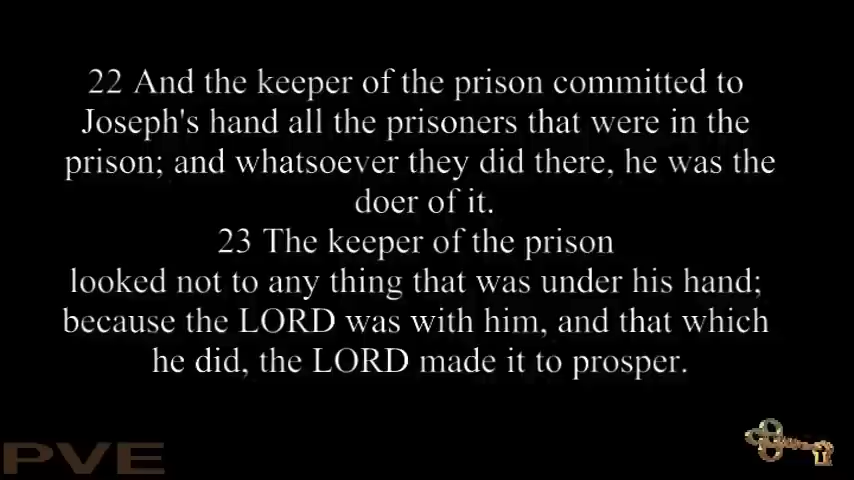 22 And the keeper of the prison committed to
Joseph's hand all the prisoners that were in the
prison; and whatsoever they did there, he was the
doer of it.
23 The keeper of the prison
looked not to any thing that was under his hand;
because the LORD was with him, and that which
he did, the LORD made it to prosper.
PVE